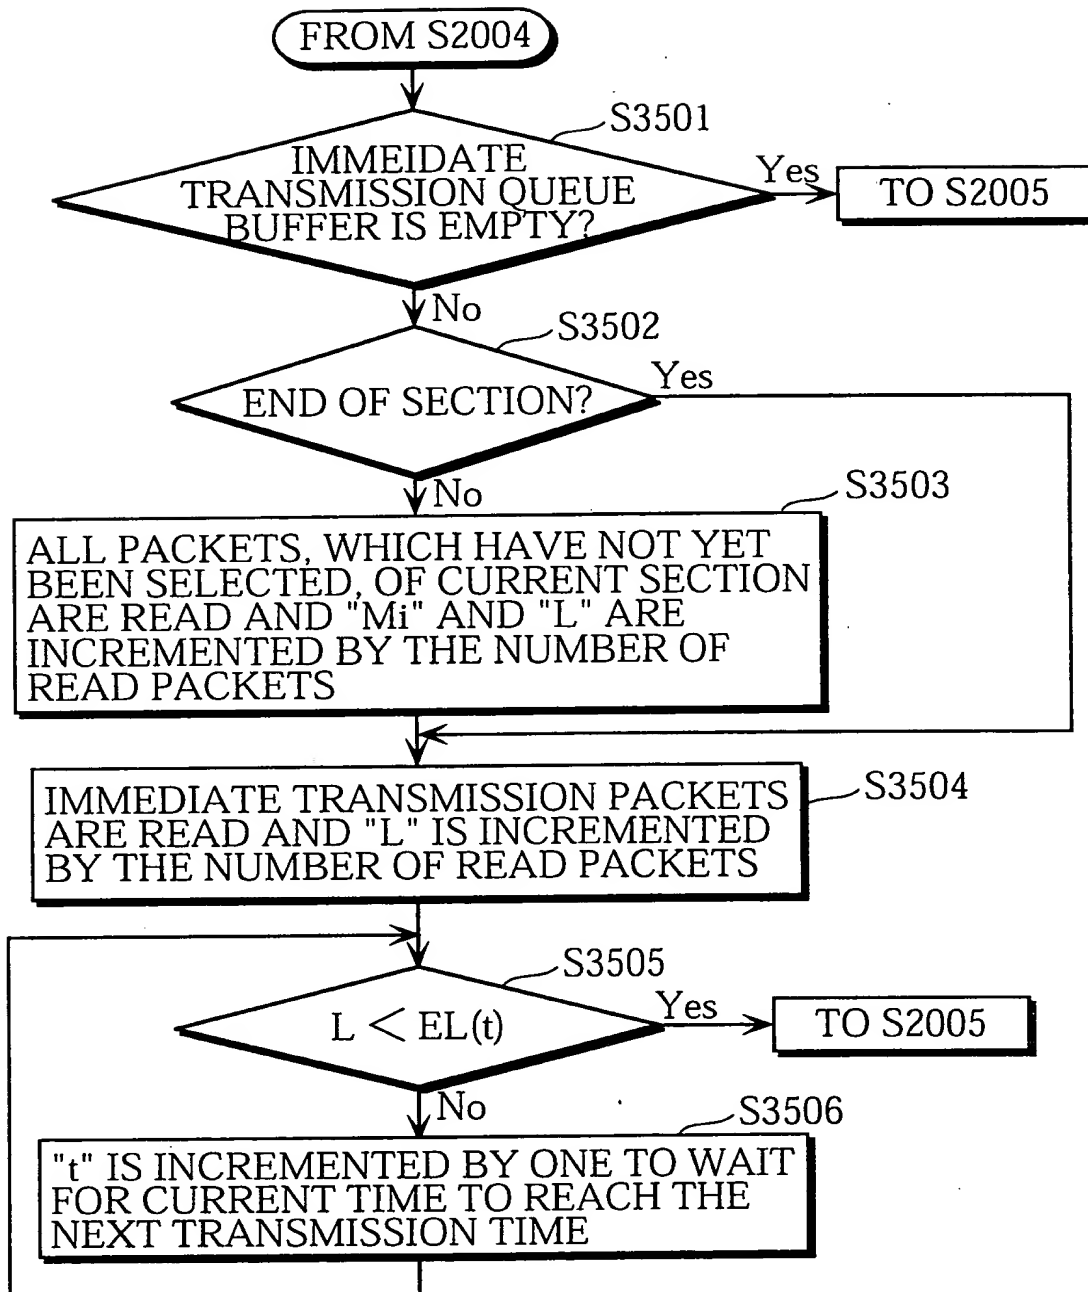 FROM S2004
S3501
IMMEIDATE
TRANSMISSION QUEUE
BUFFER IS EMPTY?
Yes
TO S2005
No
S3502
END OF SECTION?
Yes
No
S3503
ALL PACKETS, WHICH HAVE NOT YET
BEEN SELECTED, OF CURRENT SECTION
ARE READ AND "Mi" AND "L" ARE
INCREMENTED BY THE NUMBER OF
READ PACKETS
S3504
IMMEDIATE TRANSMISSION PACKETS
ARE READ AND "L" IS INCREMENTED
BY THE NUMBER OF READ PACKETS
S3505
L < EL(t)
Yes
TO S2005
No
S3506
"t" IS INCREMENTED BY ONE TO WAIT
FOR CURRENT TIME TO REACH THE
NEXT TRANSMISSION TIME